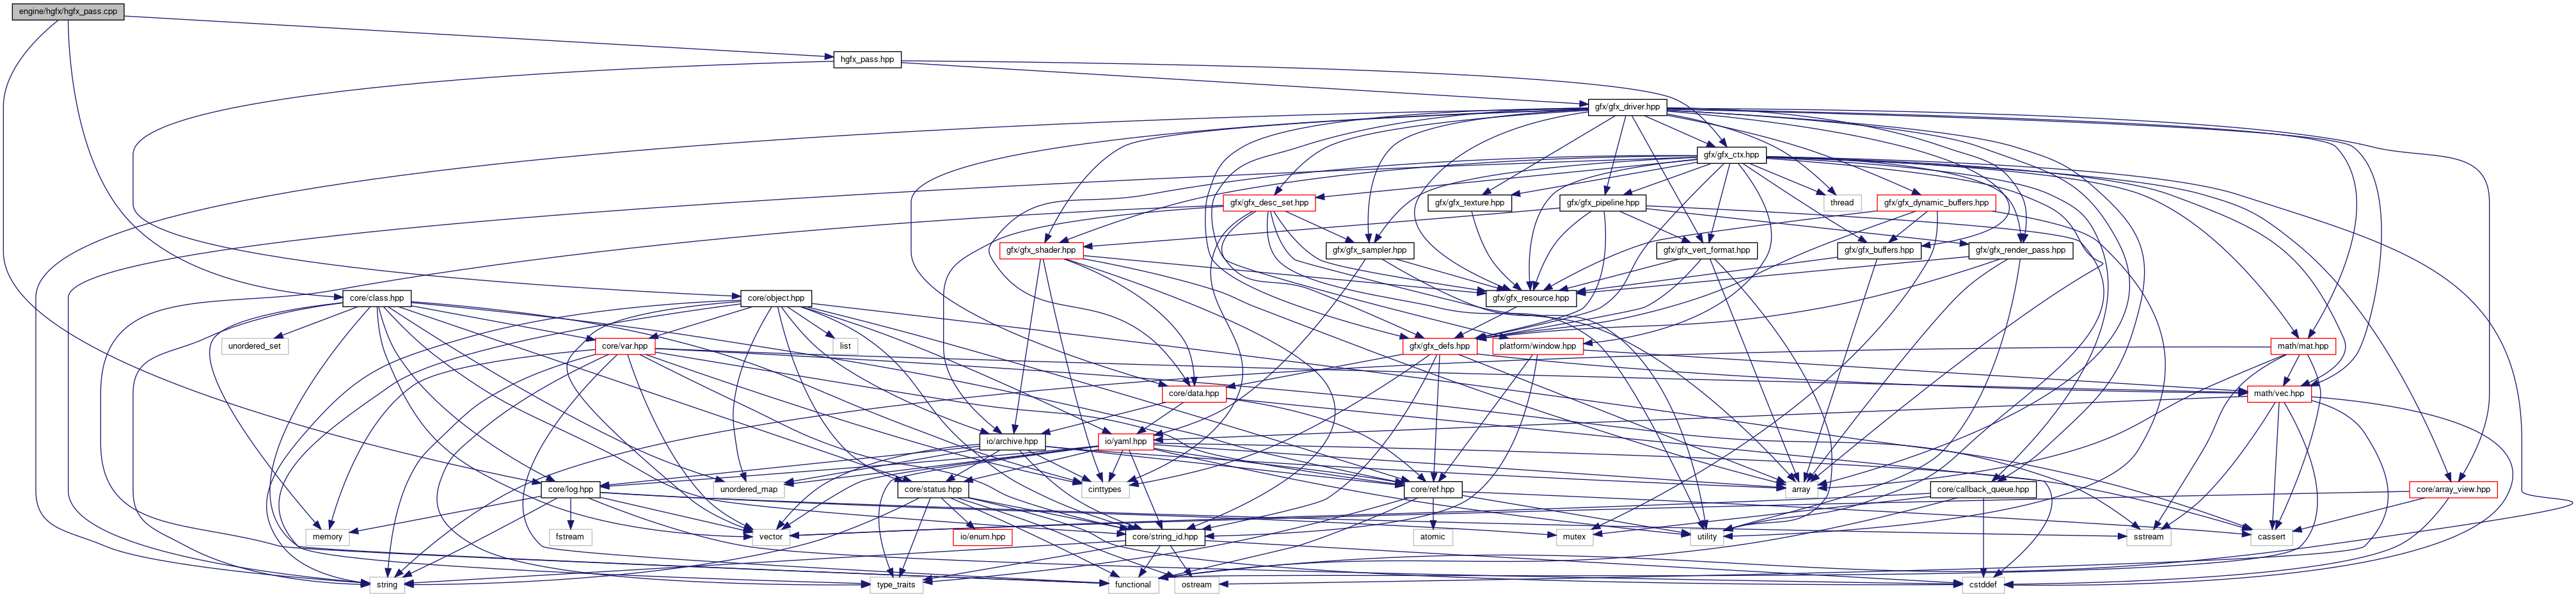 engine/hgfx/hgfx_pass.cpp
hgfx_pass.hpp
gfx/gfx_driver.hpp
gfx/gfx_ctx.hpp
gfx/gfx_desc_set.hpp
gfx/gfx_texture.hpp
gfx/gfx_pipeline.hpp
thread
gfx/gfx_dynamic_buffers.hpp
gfx/gfx_shader.hpp
gfx/gfx_sampler.hpp
gfx/gfx_vert_format.hpp
gfx/gfx_buffers.hpp
gfx/gfx_render_pass.hpp
core/class.hpp
core/object.hpp
gfx/gfx_resource.hpp
unordered_set
core/var.hpp
list
gfx/gfx_defs.hpp
platform/window.hpp
math/mat.hpp
core/data.hpp
math/vec.hpp
io/archive.hpp
io/yaml.hpp
core/log.hpp
unordered_map
core/status.hpp
cinttypes
core/ref.hpp
array
core/callback_queue.hpp
core/array_view.hpp
memory
fstream
vector
io/enum.hpp
core/string_id.hpp
atomic
mutex
utility
sstream
cassert
string
type_traits
functional
ostream
cstddef